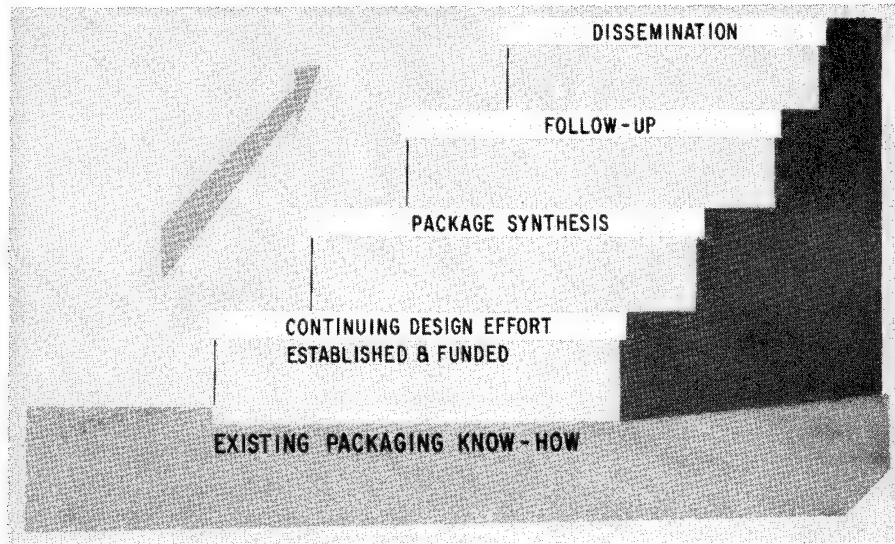 DISSEMINATION
FOLLOW-UP
PACKAGE SYNTHESIS
CONTINUING DESIGN EFFORT
ESTABLISHED & FUNDED
EXISTING PACKAGING KNOW-HOW